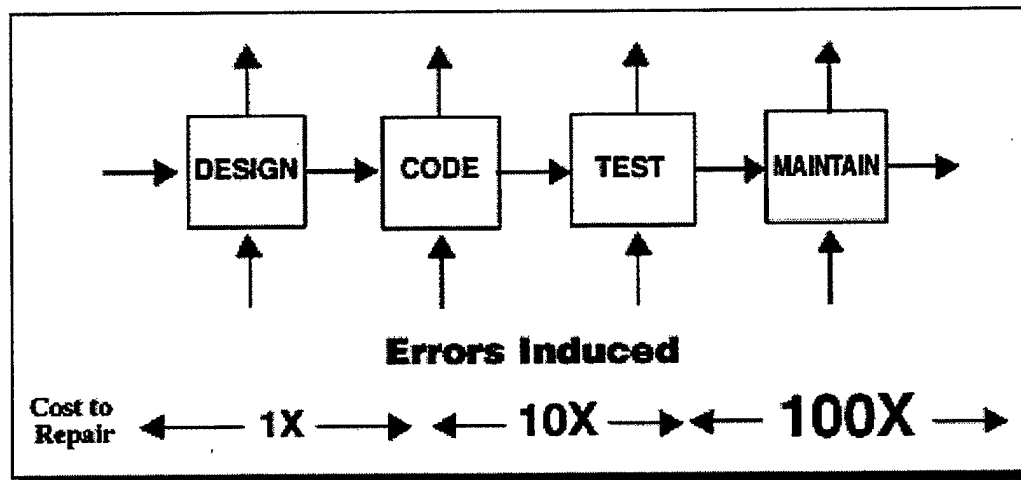 DESIGN CODE TEST MAINTAIN
Errors Induced
Cost to
Repair
1X 10X 100X